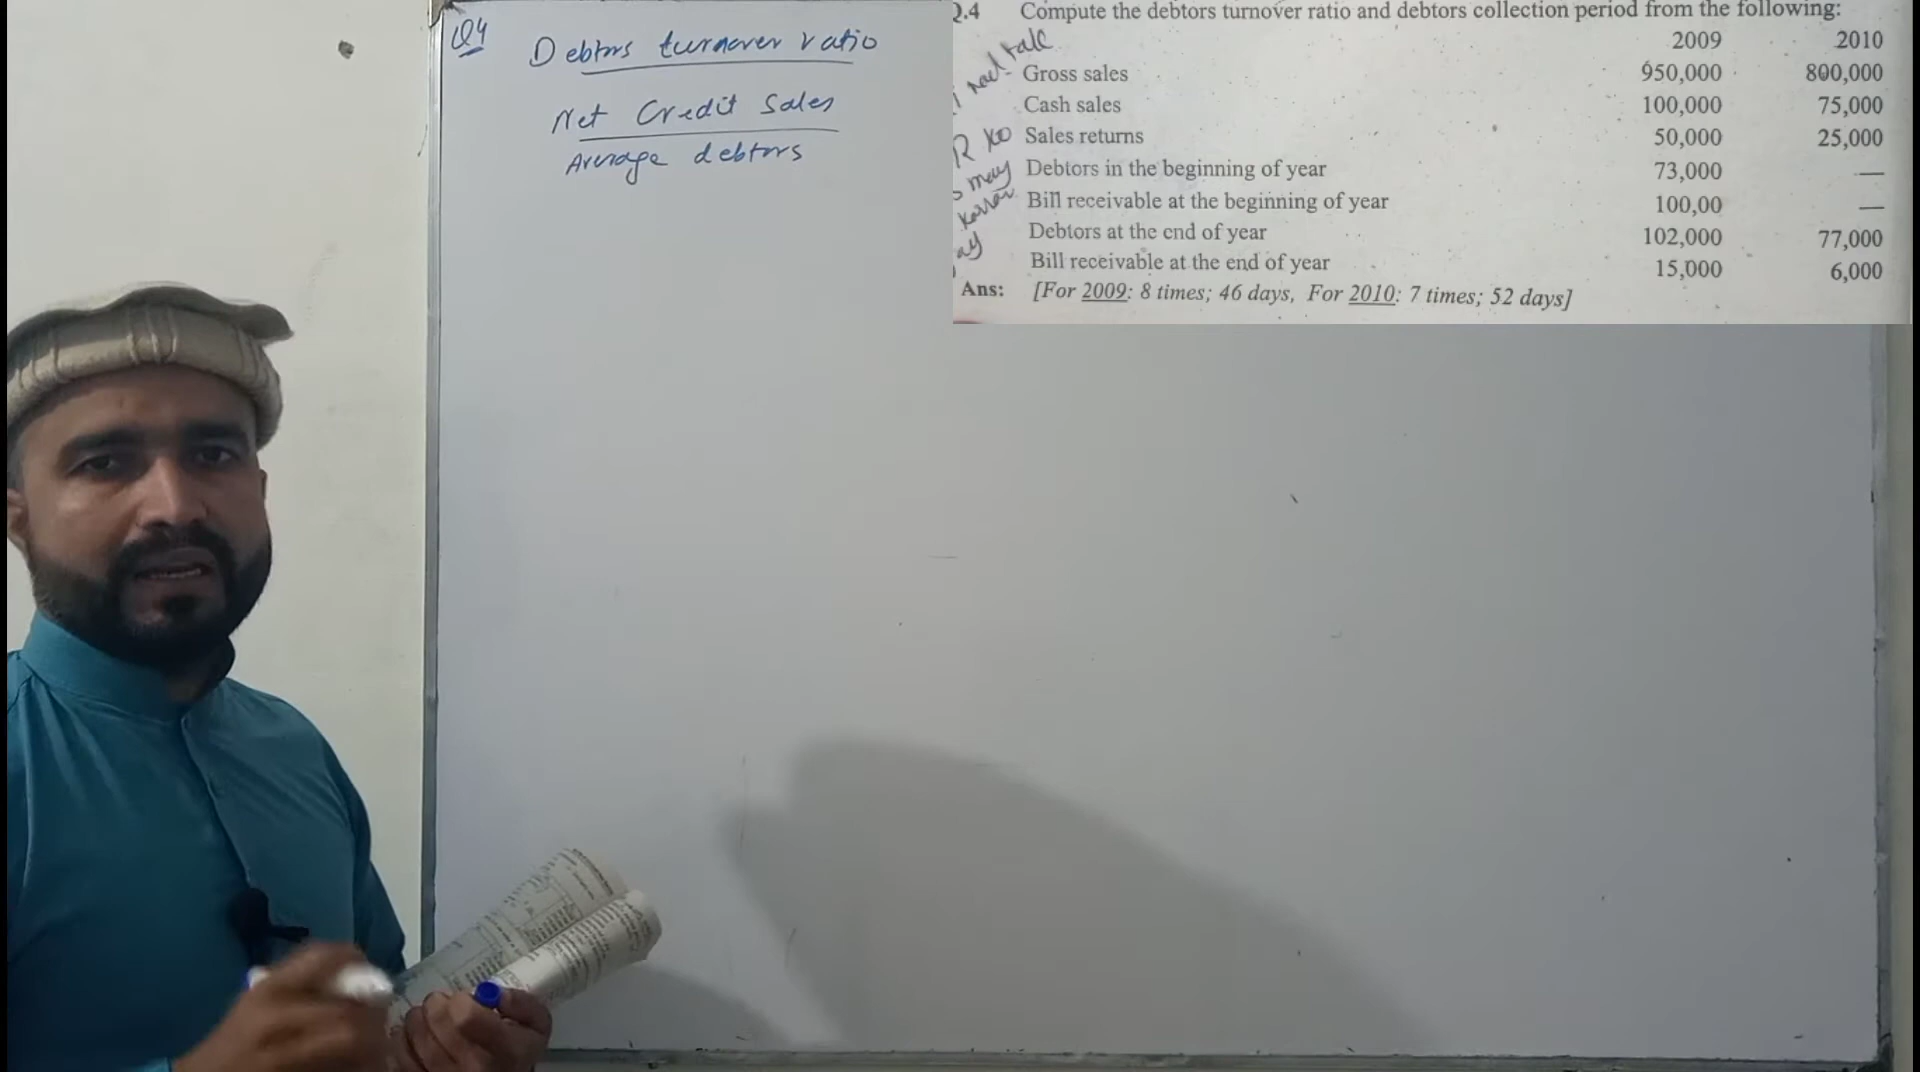 Q4
Debtors turnover ratio
Net Credit Sales
Average debtors
Q.4 Compute the debtors turnover ratio and debtors collection period from the following:
2009 2010
Gross sales 950,000 800,000
Cash sales 100,000 75,000
Sales returns 50,000 25,000
Debtors in the beginning of year 73,000 —
Bill receivable at the beginning of year 100,00 —
Debtors at the end of year 102,000 77,000
Bill receivable at the end of year 15,000 6,000
Ans: [For 2009: 8 times; 46 days, For 2010: 7 times; 52 days]
may